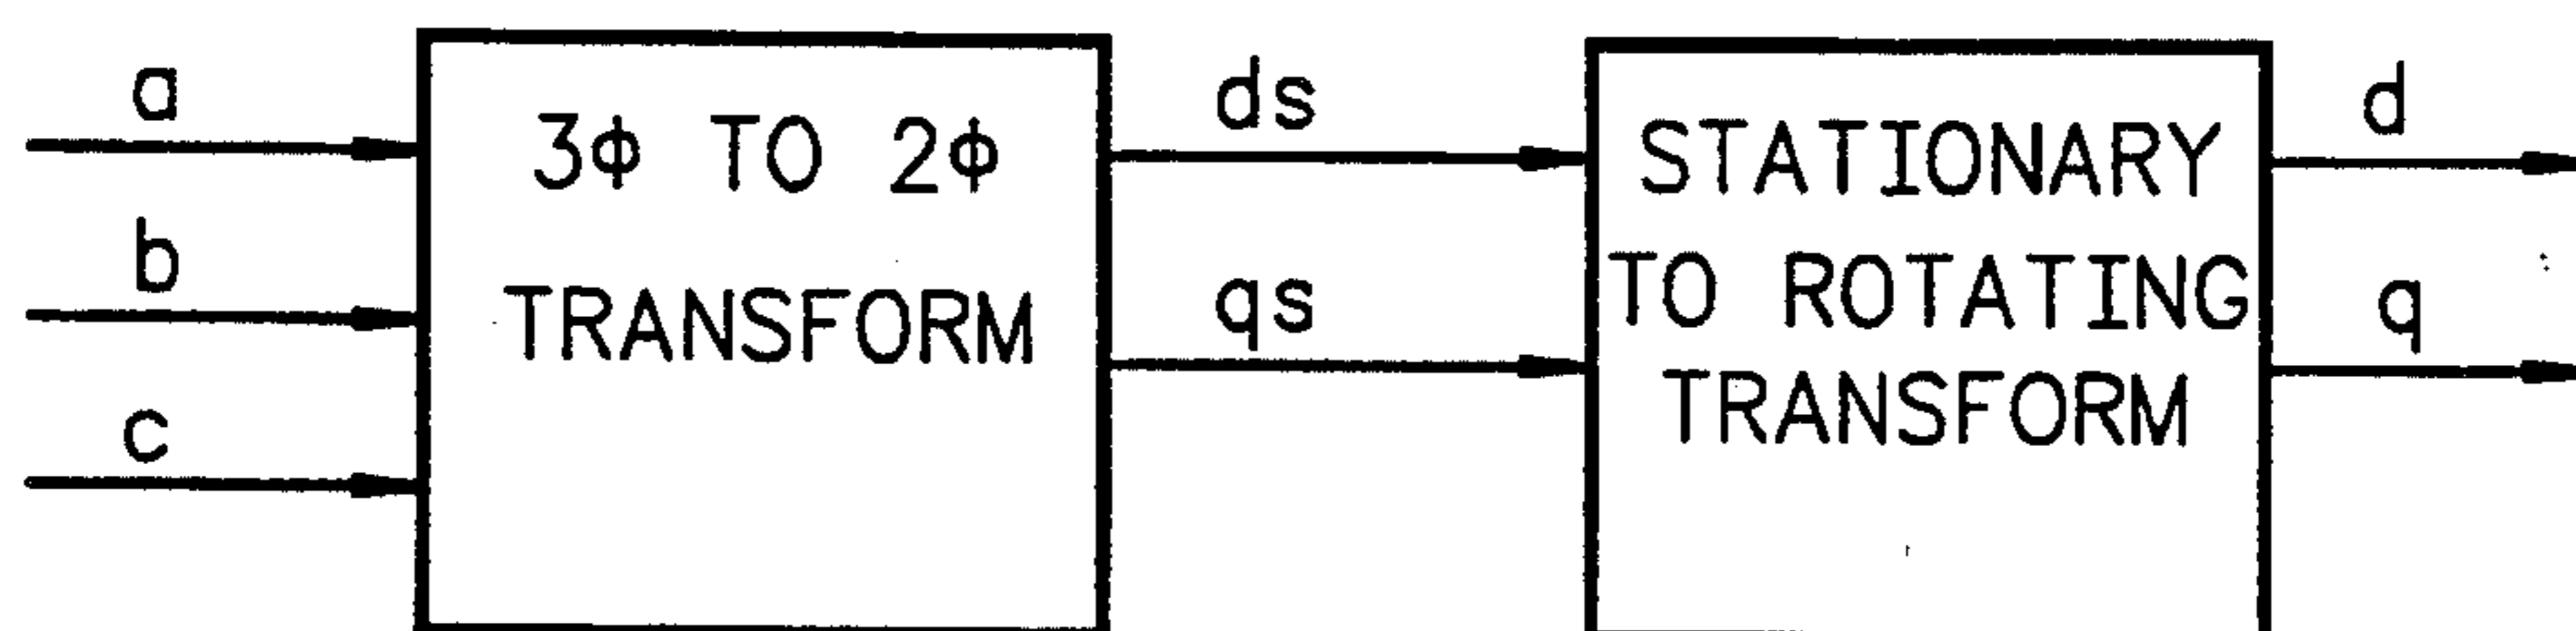 a
b
c
3ϕ TO 2ϕ
TRANSFORM
ds
qs
STATIONARY
TO ROTATING
TRANSFORM
d
q